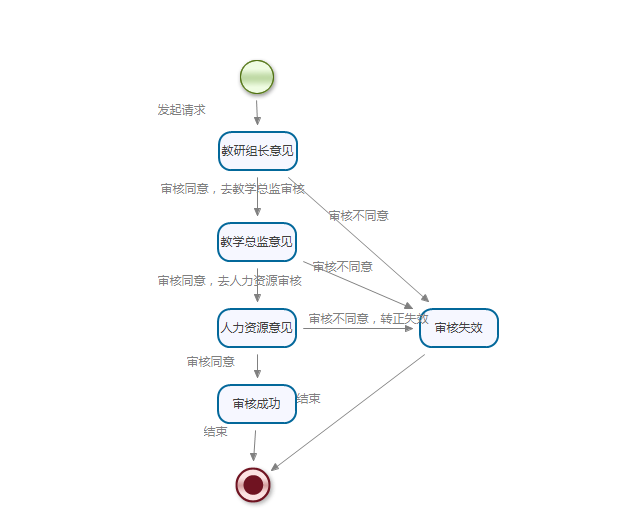 发起请求
教研组长意见
审核同意，去教学总监审核
审核不同意
教学总监意见
审核不同意
审核同意，去人力资源审核
审核不同意，转正失效
人力资源意见
审核失效
审核同意
审核成功
结束
结束